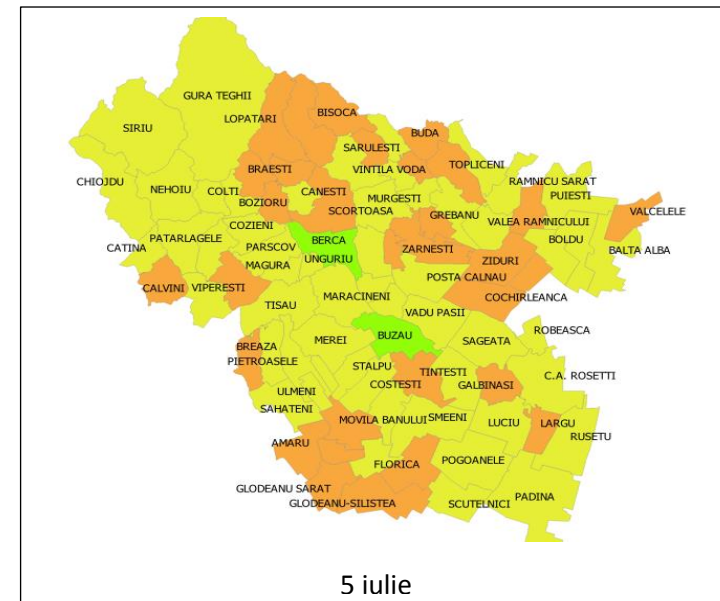 GURA TEGHII
BISOCA
LOPATARI
SIRIU
BUDA
SARULESTI
TOPLICENI
VINTILA VODA
BRAESTI
RAMNICU SARAT
CHIOJDU
NEHOIU
COLTI
CANESTI
PUIESTI
MURGESTI
BOZIORU
SCORTOASA
VALCELELE
GREBANU
VALEA RAMNICULUI
COZIENI
PATARLAGELE
BERCA
BOLDU
CATINA
PARSCOV
ZARNESTI
BALTA ALBA
UNGURIU
ZIDURI
MAGURA
POSTA CALNAU
CALVINI
VIPERESTI
MARACINENI
COCHIRLEANCA
TISAU
VADU PASII
ROBEASCA
BUZAU
MEREI
SAGEATA
BREAZA
PIETROASELE
STALPU
TINTESTI
C.A. ROSETTI
COSTESTI
GALBINASI
ULMENI
SAHATENI
MOVILA BANULUI
SMEENI
LUCIU
LARGU
RUSETU
AMARU
FLORICA
POGOANELE
GLODEANU SARAT
GLODEANU-SILISTEA
SCUTELNICI
PADINA
5 iulie